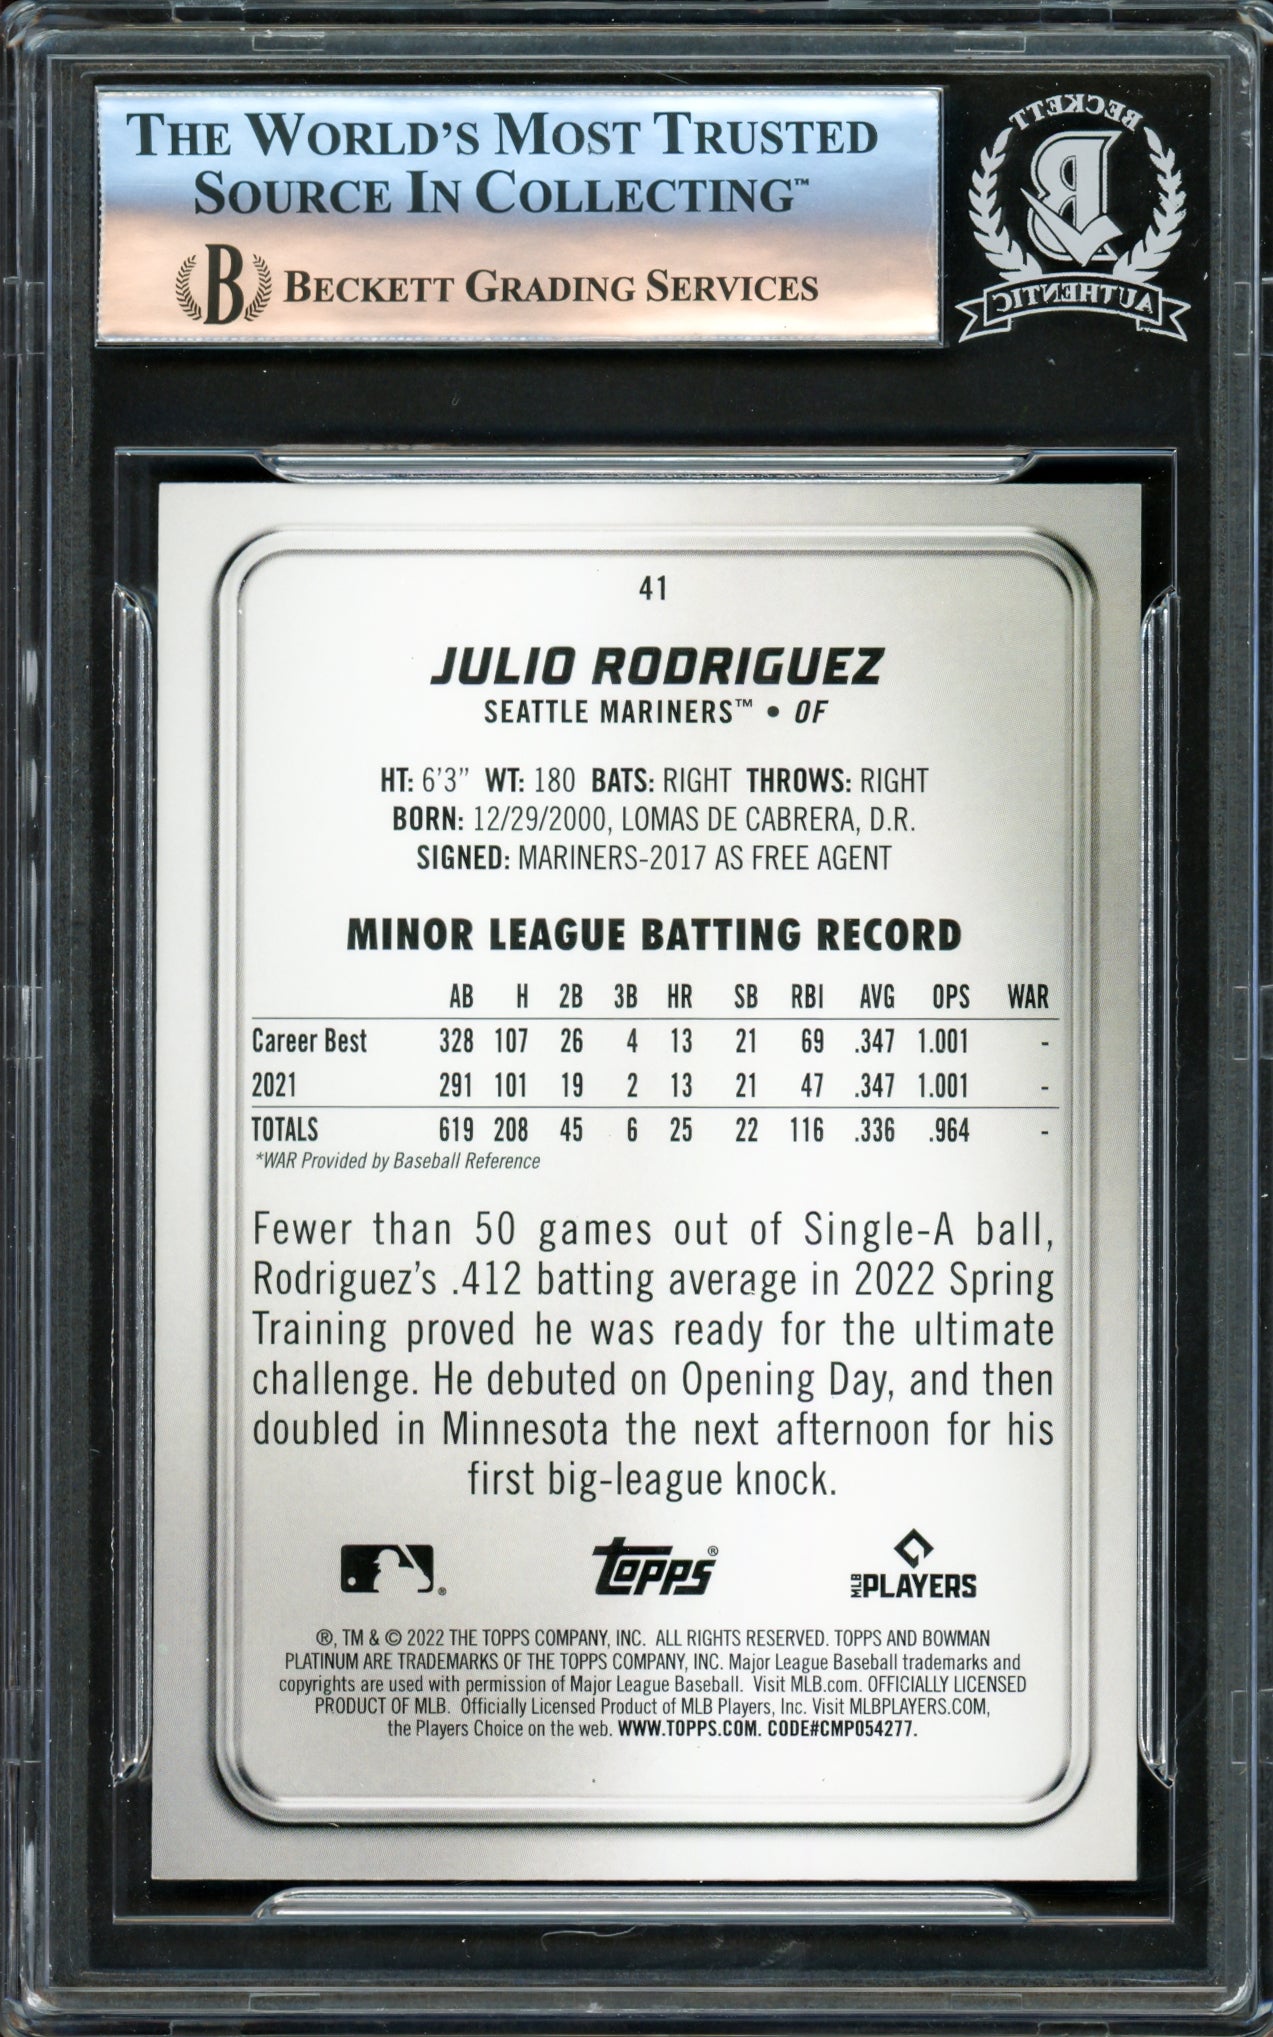 THE WORLD'S MOST TRUSTED
SOURCE IN COLLECTING™
B BECKETT GRADING SERVICES
BECKETT
B
AUTHENTIC
41
JULIO RODRIGUEZ
SEATTLE MARINERS™ • OF
HT: 6'3" WT: 180 BATS: RIGHT THROWS: RIGHT
BORN: 12/29/2000, LOMAS DE CABRERA, D.R.
SIGNED: MARINERS-2017 AS FREE AGENT
MINOR LEAGUE BATTING RECORD
AB H 2B 3B HR SB RBI AVG OPS WAR
Career Best 328 107 26 4 13 21 69 .347 1.001 -
2021 291 101 19 2 13 21 47 .347 1.001 -
TOTALS 619 208 45 6 25 22 116 .336 .964 -
*WAR Provided by Baseball Reference
Fewer than 50 games out of Single-A ball,
Rodriguez's .412 batting average in 2022 Spring
Training proved he was ready for the ultimate
challenge. He debuted on Opening Day, and then
doubled in Minnesota the next afternoon for his
first big-league knock.
®
TOPPS®
MLB PLAYERS
®, TM & © 2022 THE TOPPS COMPANY, INC. ALL RIGHTS RESERVED. TOPPS AND BOWMAN
PLATINUM ARE TRADEMARKS OF THE TOPPS COMPANY, INC. Major League Baseball trademarks and
copyrights are used with permission of Major League Baseball. Visit MLB.com. OFFICIALLY LICENSED
PRODUCT OF MLB. Officially Licensed Product of MLB Players, Inc. Visit MLBPLAYERS.COM,
the Players Choice on the web. WWW.TOPPS.COM. CODE#CMP054277.